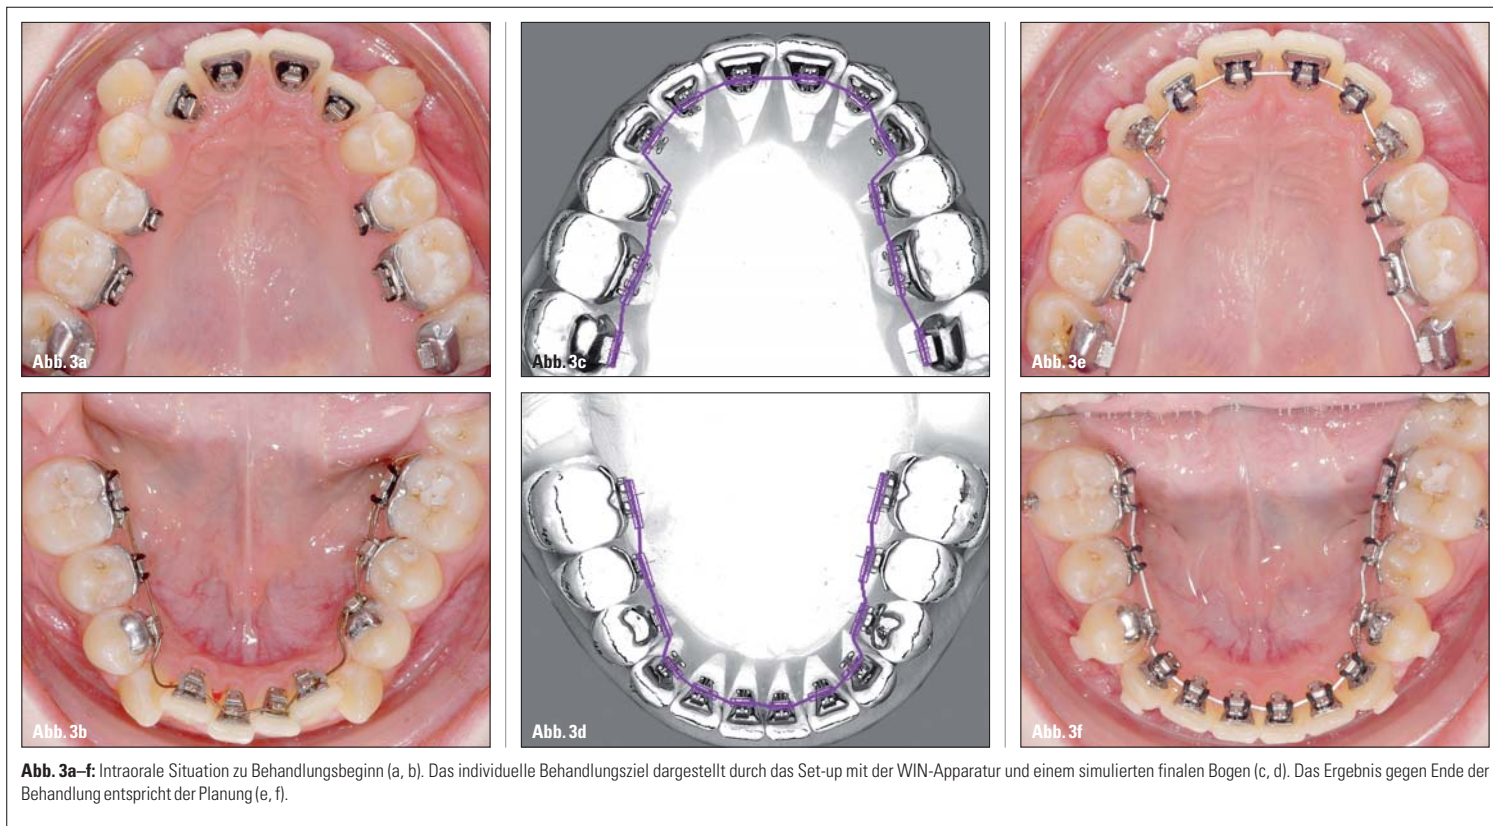 Abb. 3a
Abb. 3c
Abb. 3e
Abb. 3b
Abb. 3d
Abb. 3f
Abb. 3a–f: Intraorale Situation zu Behandlungsbeginn (a, b). Das individuelle Behandlungsziel dargestellt durch das Set-up mit der WIN-Apparatur und einem simulierten finalen Bogen (c, d). Das Ergebnis gegen Ende der
Behandlung entspricht der Planung (e, f).